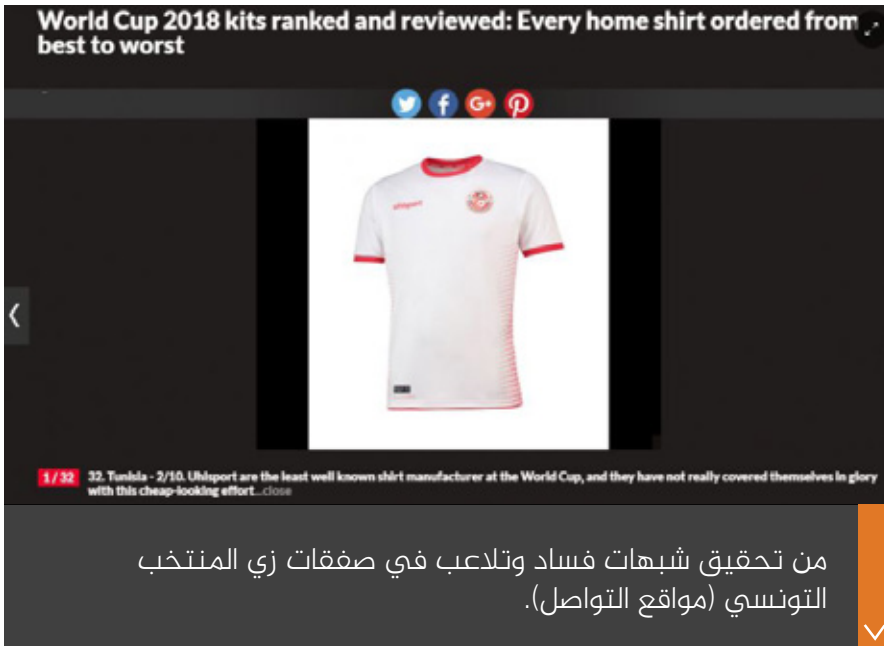 World Cup 2018 kits ranked and reviewed: Every home shirt ordered from
best to worst
uhlsport
1 / 32
32. Tunisia - 2/10. Uhlsport are the least well known shirt manufacturer at the World Cup, and they have not really covered themselves in glory
with this cheap-looking effort...close
من تحقيق شبهات فساد وتلاعب في صفقات زي المنتخب
التونسي (مواقع التواصل).